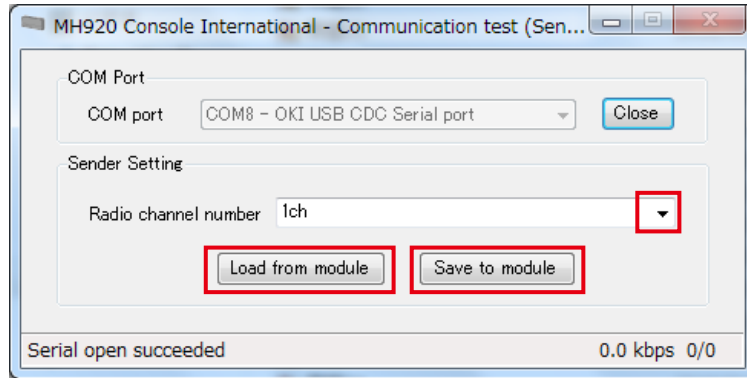 MH920 Console International - Communication test (Sen...
COM Port
COM port COM8 - OKI USB CDC Serial port Close
Sender Setting
Radio channel number 1ch
Load from module Save to module
Serial open succeeded 0.0 kbps 0/0